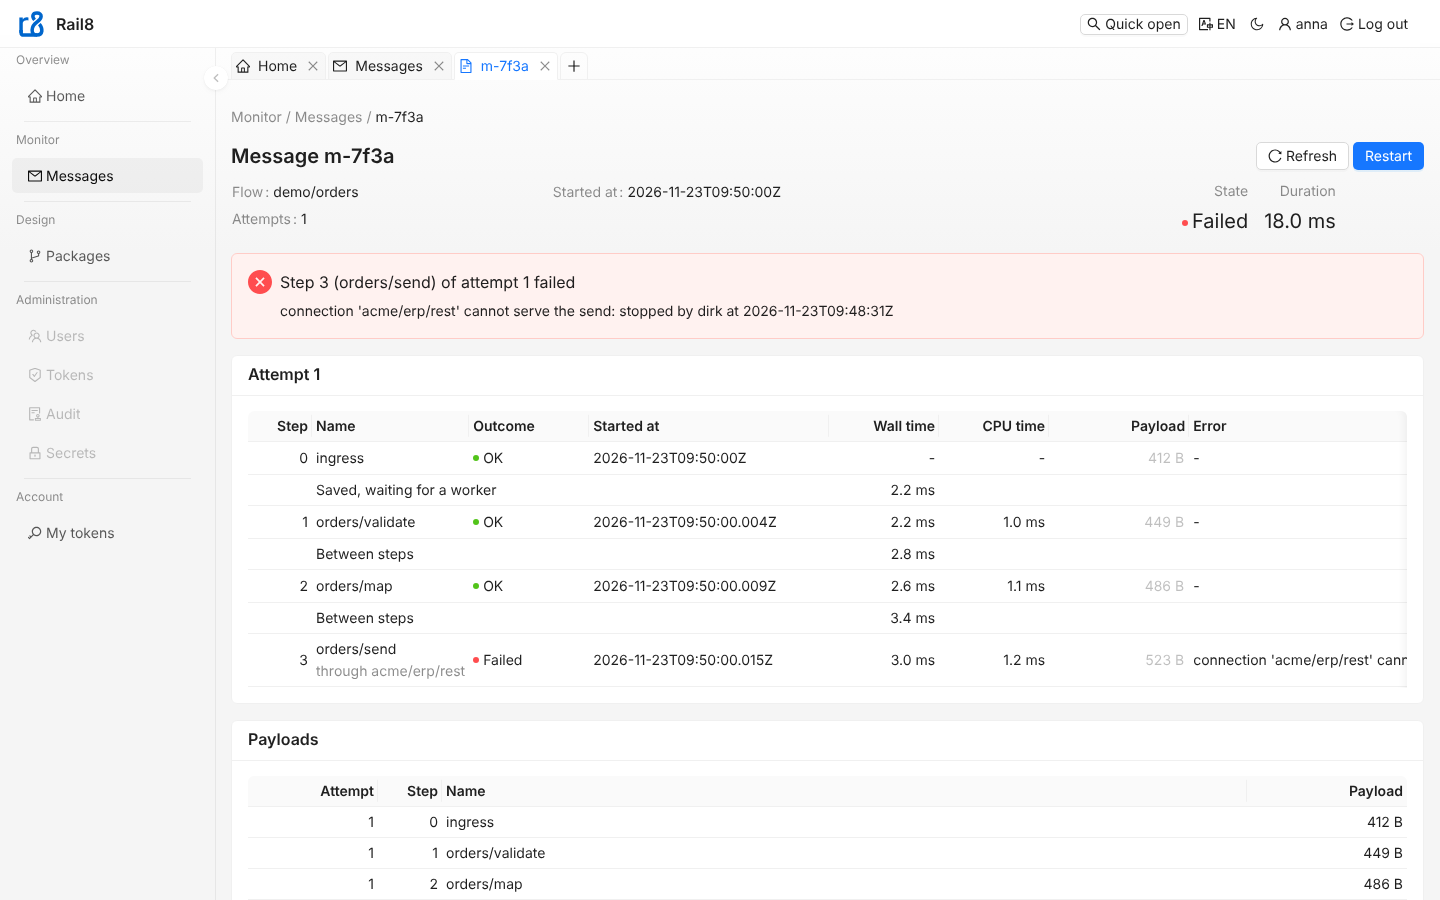 r8 Rail8
Quick open
EN
anna
Log out
Overview
Home
Monitor
Messages
Design
Packages
Administration
Users
Tokens
Audit
Secrets
Account
My tokens
Home
Messages
m-7f3a
Monitor / Messages / m-7f3a
Message m-7f3a
Refresh
Restart
Flow: demo/orders
Started at: 2026-11-23T09:50:00Z
Attempts: 1
State
Failed
Duration
18.0 ms
Step 3 (orders/send) of attempt 1 failed
connection 'acme/erp/rest' cannot serve the send: stopped by dirk at 2026-11-23T09:48:31Z
Attempt 1
Step Name Outcome Started at Wall time CPU time Payload Error
0 ingress OK 2026-11-23T09:50:00Z - - 412 B -
Saved, waiting for a worker 2.2 ms
1 orders/validate OK 2026-11-23T09:50:00.004Z 2.2 ms 1.0 ms 449 B -
Between steps 2.8 ms
2 orders/map OK 2026-11-23T09:50:00.009Z 2.6 ms 1.1 ms 486 B -
Between steps 3.4 ms
3 orders/send through acme/erp/rest Failed 2026-11-23T09:50:00.015Z 3.0 ms 1.2 ms 523 B connection 'acme/erp/rest' cann
Payloads
Attempt Step Name Payload
1 0 ingress 412 B
1 1 orders/validate 449 B
1 2 orders/map 486 B